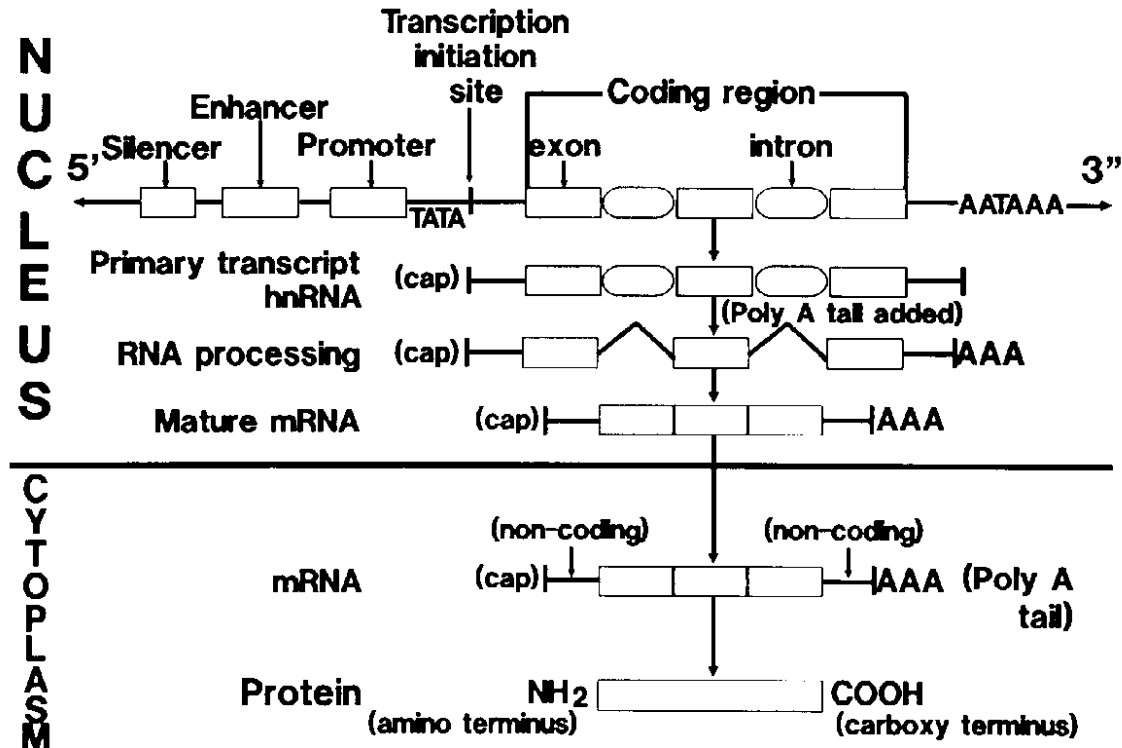 NUCLEUS
Transcription
initiation
site
Coding region
Enhancer
Silencer
Promoter
exon
intron
5'
3"
TATA
AATAAA
Primary transcript
hnRNA
(cap)
(Poly A tail added)
RNA processing
(cap)
AAA
Mature mRNA
(cap)
AAA
CYTOPLASM
(non-coding)
(non-coding)
mRNA
(cap)
AAA
(Poly A
tail)
Protein
NH2
COOH
(amino terminus)
(carboxy terminus)